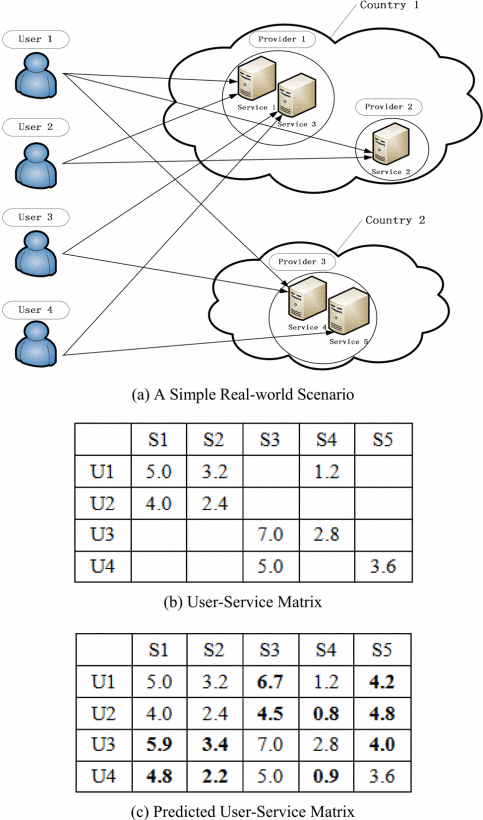 Country 1
User 1
Provider 1
Service 1
Service 3
Provider 2
Service 2
User 2
User 3
Country 2
Provider 3
Service 4
Service 5
User 4
(a) A Simple Real-world Scenario
S1 S2 S3 S4 S5
U1 5.0 3.2 1.2
U2 4.0 2.4
U3 7.0 2.8
U4 5.0 3.6
(b) User-Service Matrix
S1 S2 S3 S4 S5
U1 5.0 3.2 6.7 1.2 4.2
U2 4.0 2.4 4.5 0.8 4.8
U3 5.9 3.4 7.0 2.8 4.0
U4 4.8 2.2 5.0 0.9 3.6
(c) Predicted User-Service Matrix